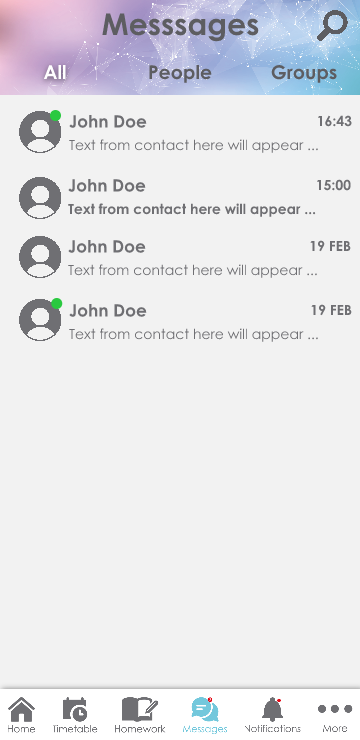 Messsages
All People Groups
John Doe 16:43
Text from contact here will appear ...
John Doe 15:00
Text from contact here will appear ...
John Doe 19 FEB
Text from contact here will appear ...
John Doe 19 FEB
Text from contact here will appear ...
Home Timetable Homework Messages Notifications More